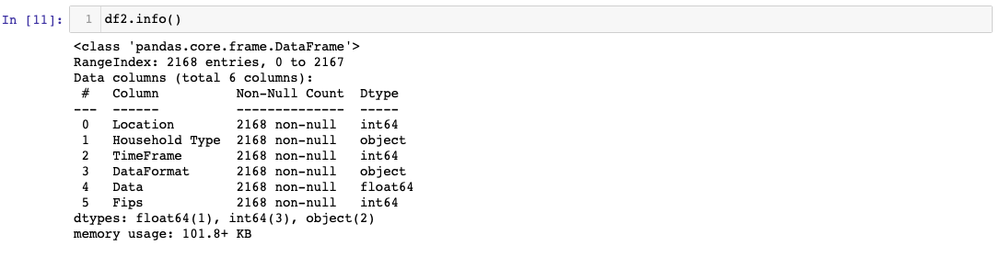 In [11]: 1 df2.info()
<class 'pandas.core.frame.DataFrame'>
RangeIndex: 2168 entries, 0 to 2167
Data columns (total 6 columns):
 #   Column          Non-Null Count  Dtype
---  ------          --------------  -----
 0   Location        2168 non-null   int64
 1   Household Type  2168 non-null   object
 2   TimeFrame       2168 non-null   int64
 3   DataFormat      2168 non-null   object
 4   Data            2168 non-null   float64
 5   Fips            2168 non-null   int64
dtypes: float64(1), int64(3), object(2)
memory usage: 101.8+ KB